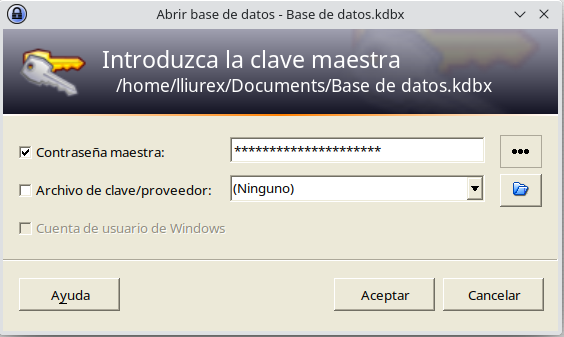 Abrir base de datos - Base de datos.kdbx
Introduzca la clave maestra
/home/lliurex/Documents/Base de datos.kdbx
Contraseña maestra:
*********************
Archivo de clave/proveedor:
(Ninguno)
Cuenta de usuario de Windows
Ayuda
Aceptar
Cancelar